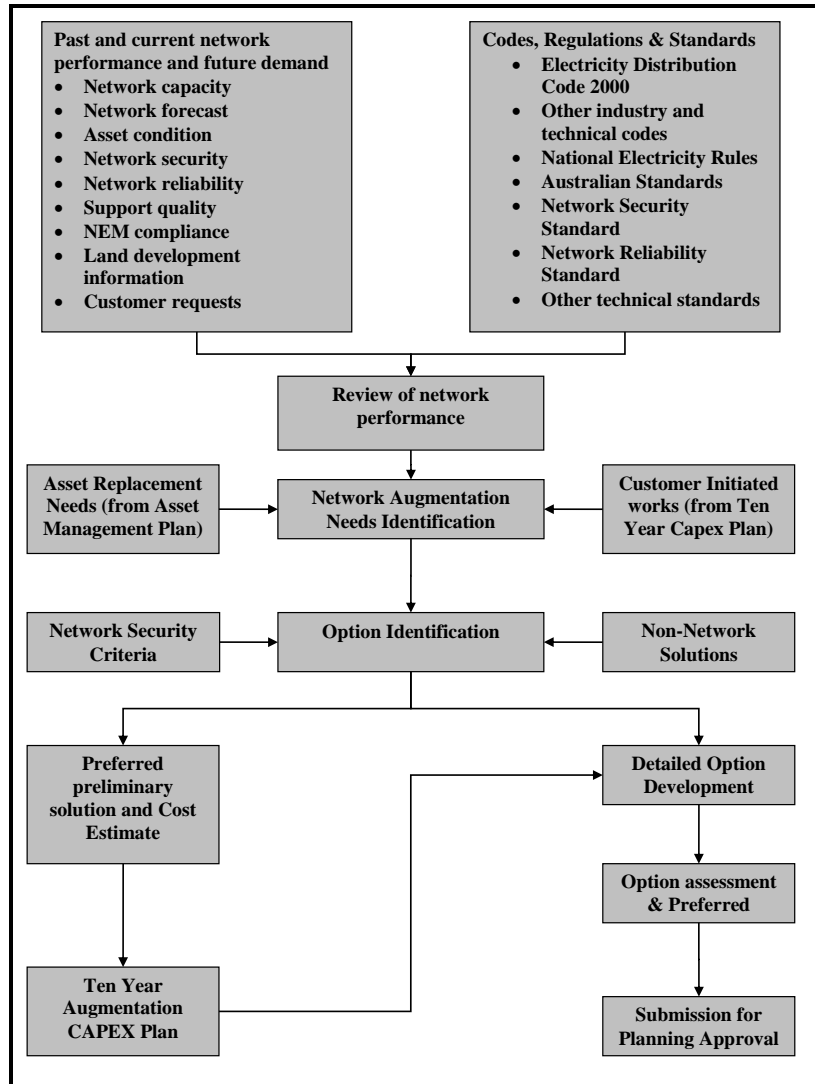 Past and current network
performance and future demand
• Network capacity
• Network forecast
• Asset condition
• Network security
• Network reliability
• Support quality
• NEM compliance
• Land development
information
• Customer requests
Codes, Regulations & Standards
• Electricity Distribution
Code 2000
• Other industry and
technical codes
• National Electricity Rules
• Australian Standards
• Network Security
Standard
• Network Reliability
Standard
• Other technical standards
Review of network
performance
Asset Replacement
Needs (from Asset
Management Plan)
Network Augmentation
Needs Identification
Customer Initiated
works (from Ten
Year Capex Plan)
Network Security
Criteria
Option Identification
Non-Network
Solutions
Preferred
preliminary
solution and Cost
Estimate
Detailed Option
Development
Option assessment
& Preferred
Ten Year
Augmentation
CAPEX Plan
Submission for
Planning Approval